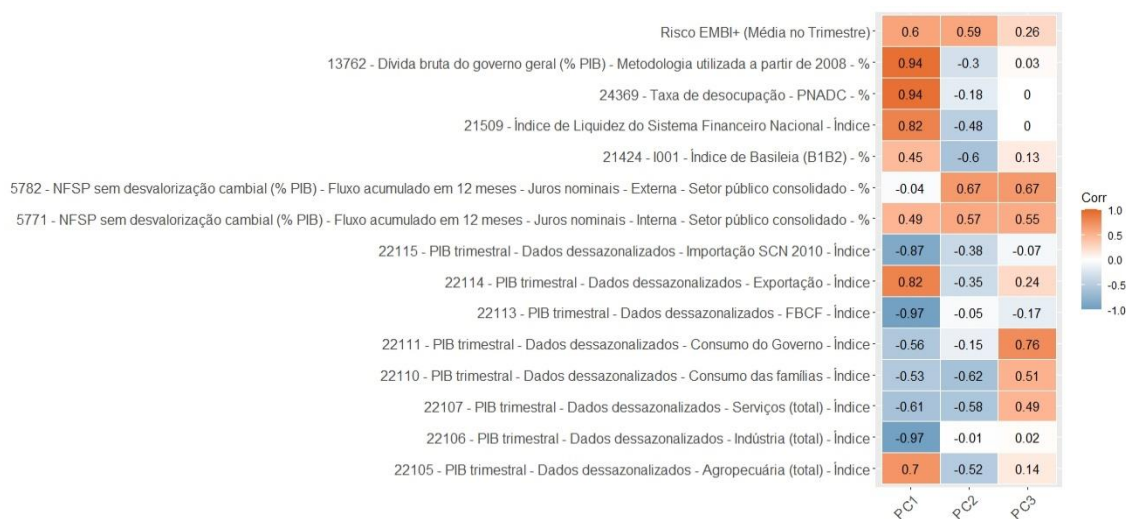 Risco EMBI+ (Média no Trimestre) 0.6 0.59 0.26
13762 - Dívida bruta do governo geral (% PIB) - Metodologia utilizada a partir de 2008 - % 0.94 -0.3 0.03
24369 - Taxa de desocupação - PNADC - % 0.94 -0.18 0
21509 - Índice de Liquidez do Sistema Financeiro Nacional - Índice 0.82 -0.48 0
21424 - I001 - Índice de Basileia (B1B2) - % 0.45 -0.6 0.13
5782 - NFSP sem desvalorização cambial (% PIB) - Fluxo acumulado em 12 meses - Juros nominais - Externa - Setor público consolidado - % -0.04 0.67 0.67
5771 - NFSP sem desvalorização cambial (% PIB) - Fluxo acumulado em 12 meses - Juros nominais - Interna - Setor público consolidado - % 0.49 0.57 0.55
22115 - PIB trimestral - Dados dessazonalizados - Importação SCN 2010 - Índice -0.87 -0.38 -0.07
22114 - PIB trimestral - Dados dessazonalizados - Exportação - Índice 0.82 -0.35 0.24
22113 - PIB trimestral - Dados dessazonalizados - FBCF - Índice -0.97 -0.05 -0.17
22111 - PIB trimestral - Dados dessazonalizados - Consumo do Governo - Índice -0.56 -0.15 0.76
22110 - PIB trimestral - Dados dessazonalizados - Consumo das famílias - Índice -0.53 -0.62 0.51
22107 - PIB trimestral - Dados dessazonalizados - Serviços (total) - Índice -0.61 -0.58 0.49
22106 - PIB trimestral - Dados dessazonalizados - Indústria (total) - Índice -0.97 -0.01 0.02
22105 - PIB trimestral - Dados dessazonalizados - Agropecuária (total) - Índice 0.7 -0.52 0.14
PC1 PC2 PC3
Corr
1.0
0.5
0.0
-0.5
-1.0